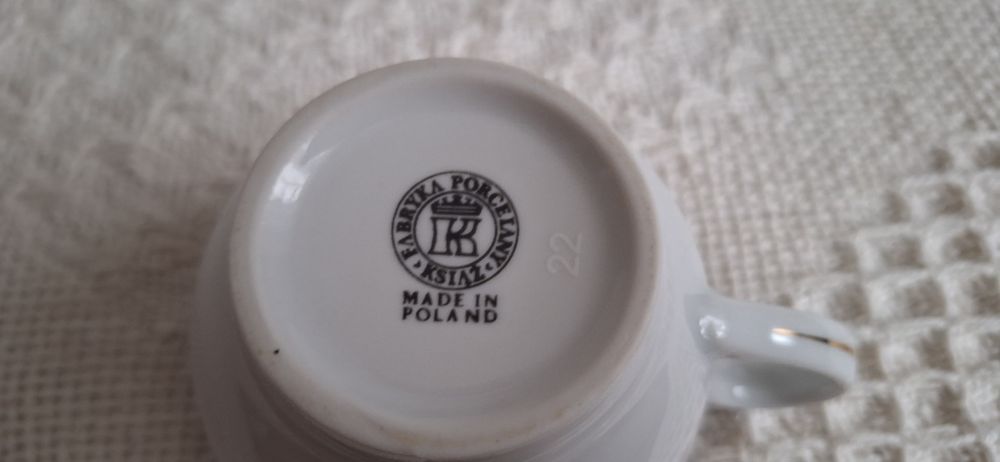 FABRYKA PORCELANY
K
‹ KSIĄŻ ›
MADE IN
POLAND
22